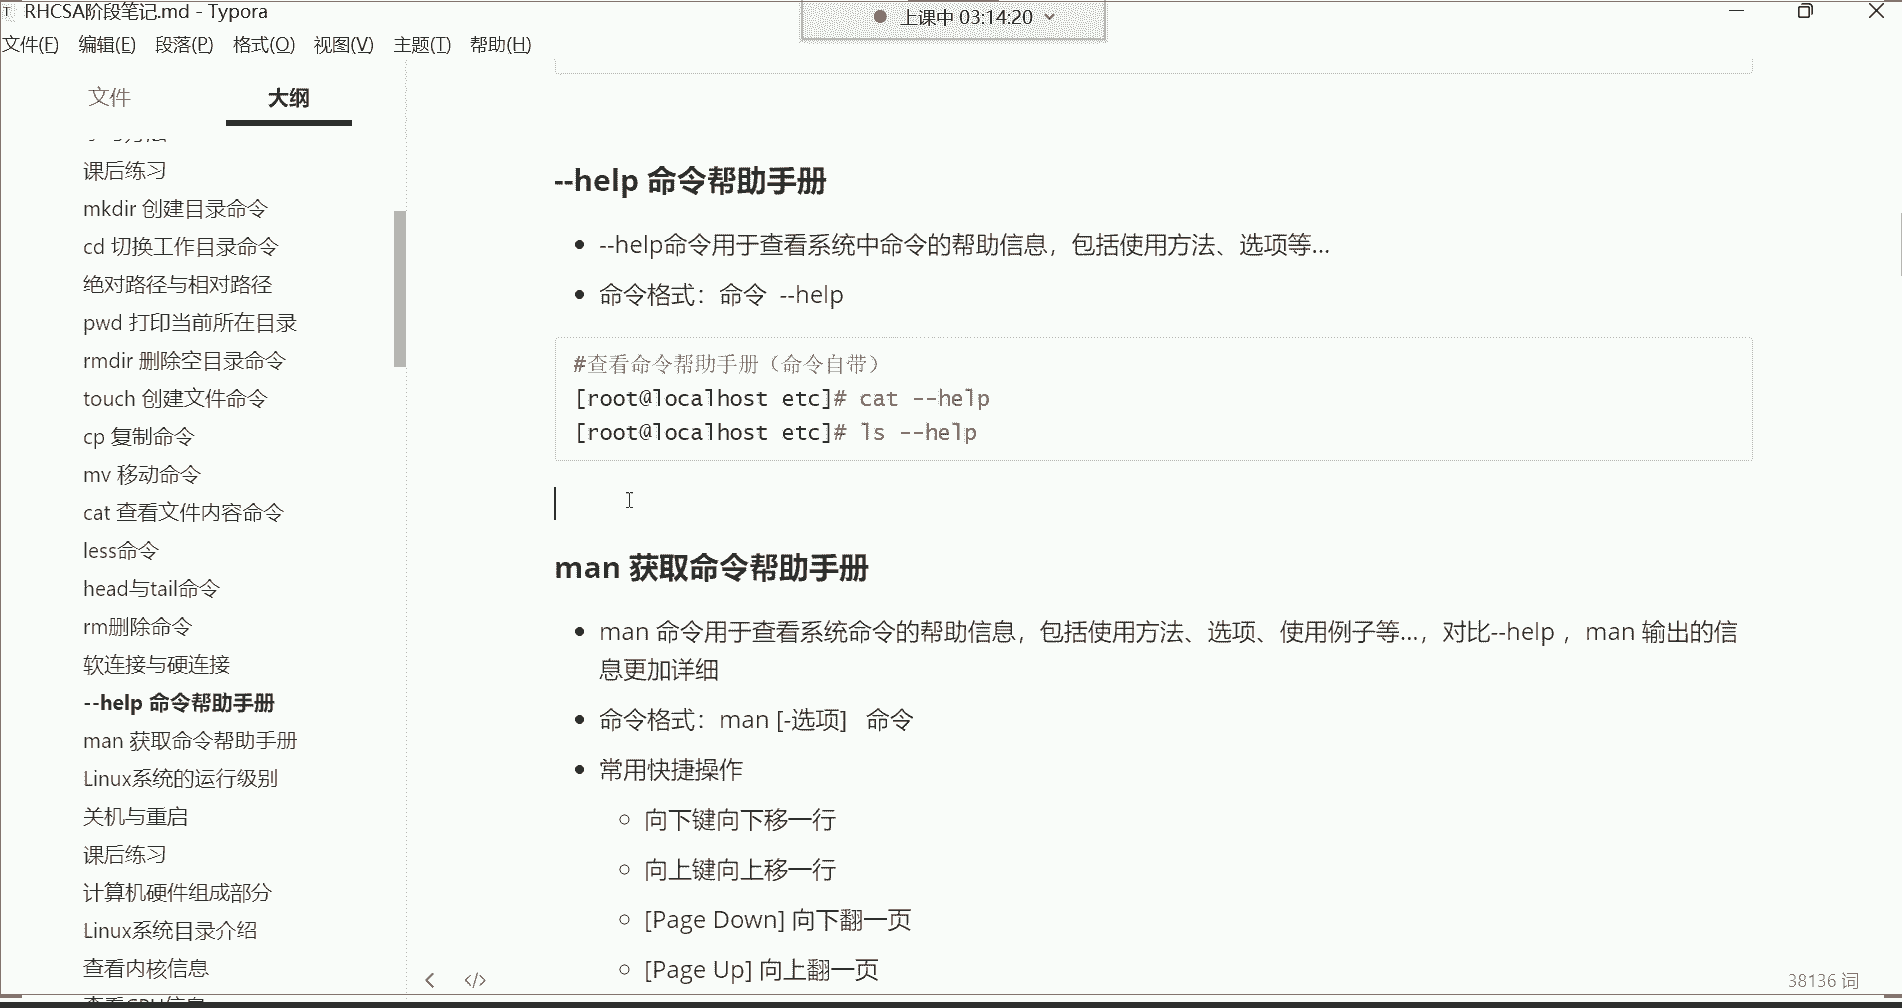 RHCSA阶段笔记.md - Typora
上课中 03:14:20
文件(F) 编辑(E) 段落(P) 格式(O) 视图(V) 主题(T) 帮助(H)
文件 大纲
课后练习
mkdir 创建目录命令
cd 切换工作目录命令
绝对路径与相对路径
pwd 打印当前所在目录
rmdir 删除空目录命令
touch 创建文件命令
cp 复制命令
mv 移动命令
cat 查看文件内容命令
less命令
head与tail命令
rm删除命令
软连接与硬连接
--help 命令帮助手册
man 获取命令帮助手册
Linux系统的运行级别
关机与重启
课后练习
计算机硬件组成部分
Linux系统目录介绍
查看内核信息
查看CPU信息
--help 命令帮助手册
--help命令用于查看系统中命令的帮助信息，包括使用方法、选项等...
命令格式：命令 --help
#查看命令帮助手册（命令自带）
[root@localhost etc]# cat --help
[root@localhost etc]# ls --help
man 获取命令帮助手册
man 命令用于查看系统命令的帮助信息，包括使用方法、选项、使用例子等...，对比--help ，man 输出的信
息更加详细
命令格式：man [-选项] 命令
常用快捷操作
向下键向下移一行
向上键向上移一行
[Page Down] 向下翻一页
[Page Up] 向上翻一页
38136 词